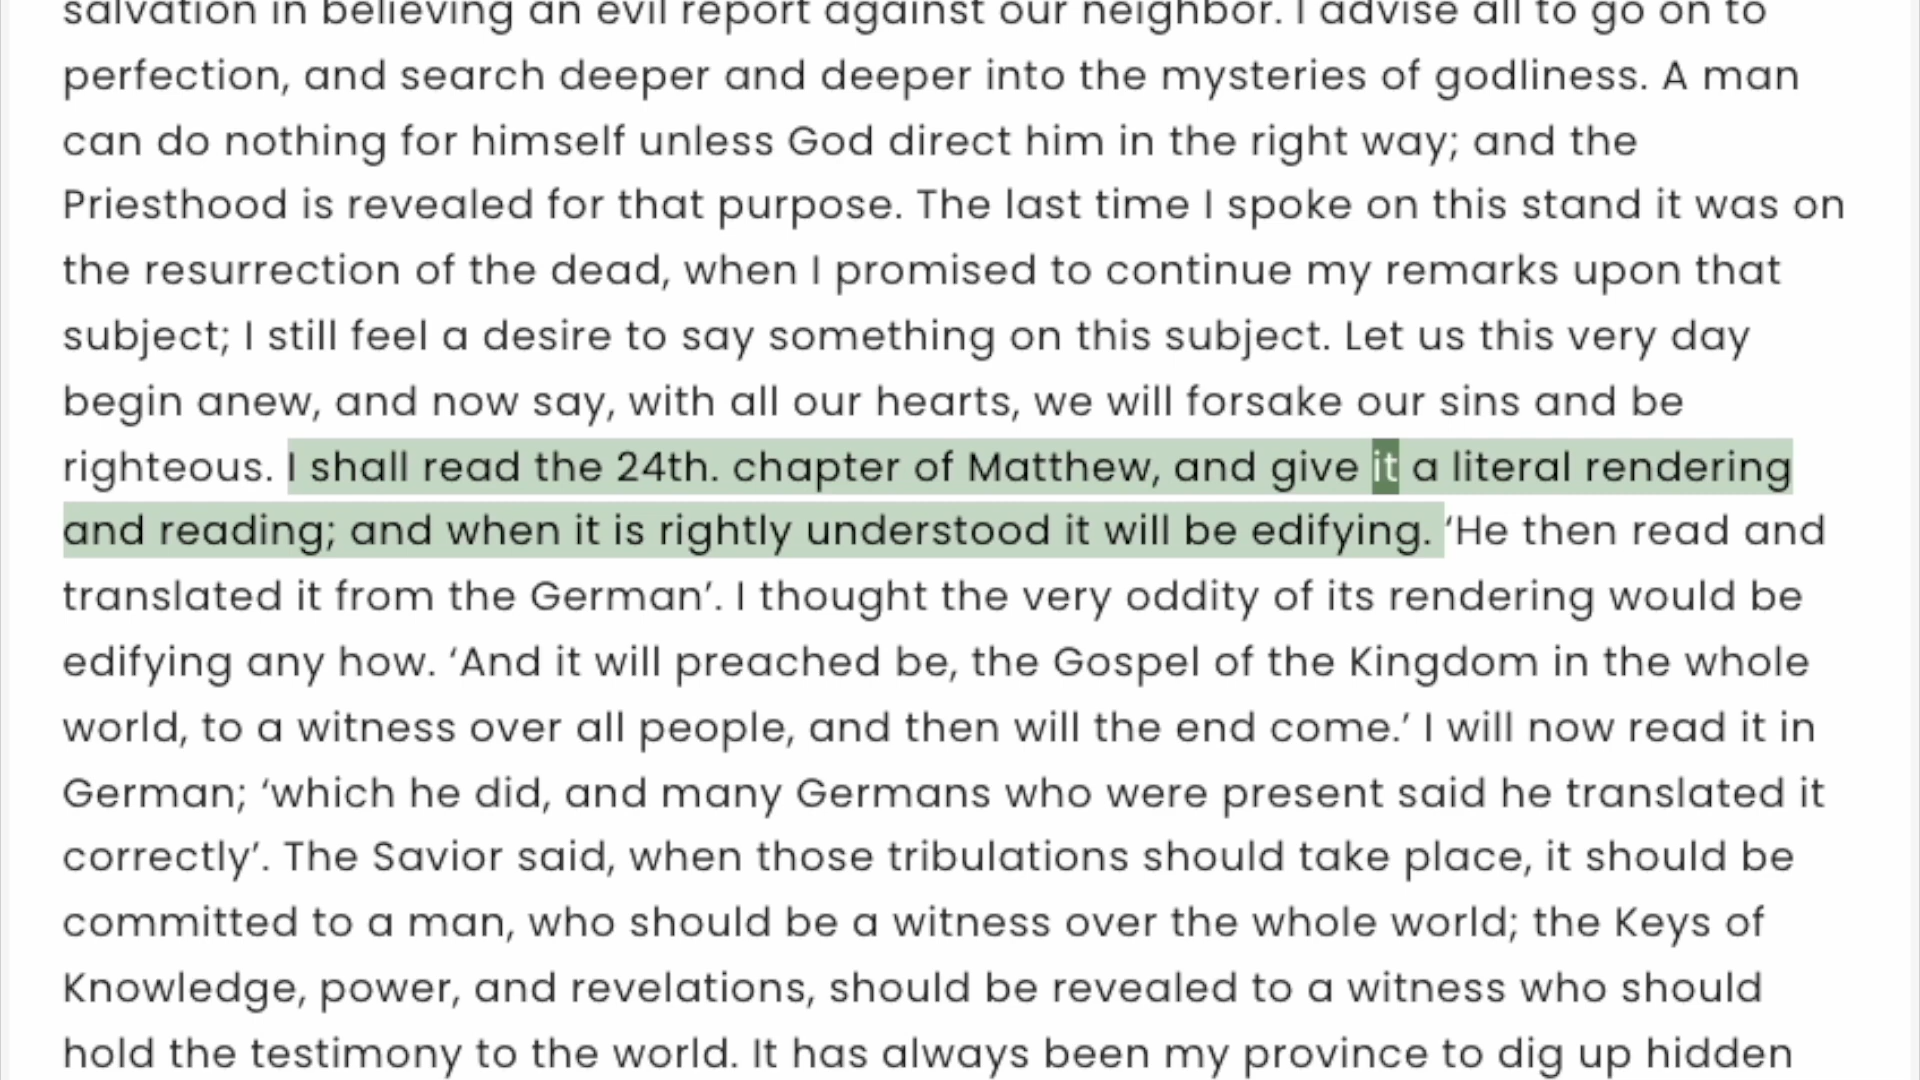 salvation in believing an evil report against our neighbor. I advise all to go on to
perfection, and search deeper and deeper into the mysteries of godliness. A man
can do nothing for himself unless God direct him in the right way; and the
Priesthood is revealed for that purpose. The last time I spoke on this stand it was on
the resurrection of the dead, when I promised to continue my remarks upon that
subject; I still feel a desire to say something on this subject. Let us this very day
begin anew, and now say, with all our hearts, we will forsake our sins and be
righteous. I shall read the 24th. chapter of Matthew, and give it a literal rendering
and reading; and when it is rightly understood it will be edifying. ‘He then read and
translated it from the German’. I thought the very oddity of its rendering would be
edifying any how. ‘And it will preached be, the Gospel of the Kingdom in the whole
world, to a witness over all people, and then will the end come.’ I will now read it in
German; ‘which he did, and many Germans who were present said he translated it
correctly’. The Savior said, when those tribulations should take place, it should be
committed to a man, who should be a witness over the whole world; the Keys of
Knowledge, power, and revelations, should be revealed to a witness who should
hold the testimony to the world. It has always been my province to dig up hidden